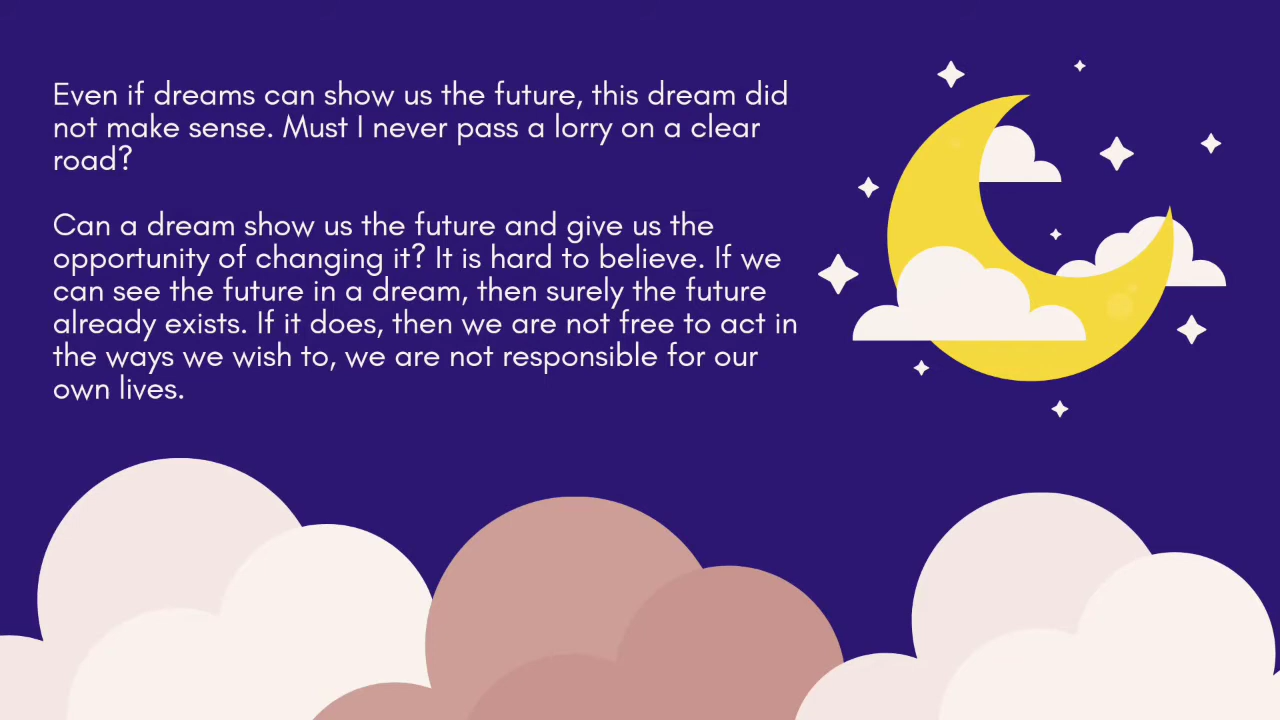 Even if dreams can show us the future, this dream did
not make sense. Must I never pass a lorry on a clear
road?
Can a dream show us the future and give us the
opportunity of changing it? It is hard to believe. If we
can see the future in a dream, then surely the future
already exists. If it does, then we are not free to act in
the ways we wish to, we are not responsible for our
own lives.